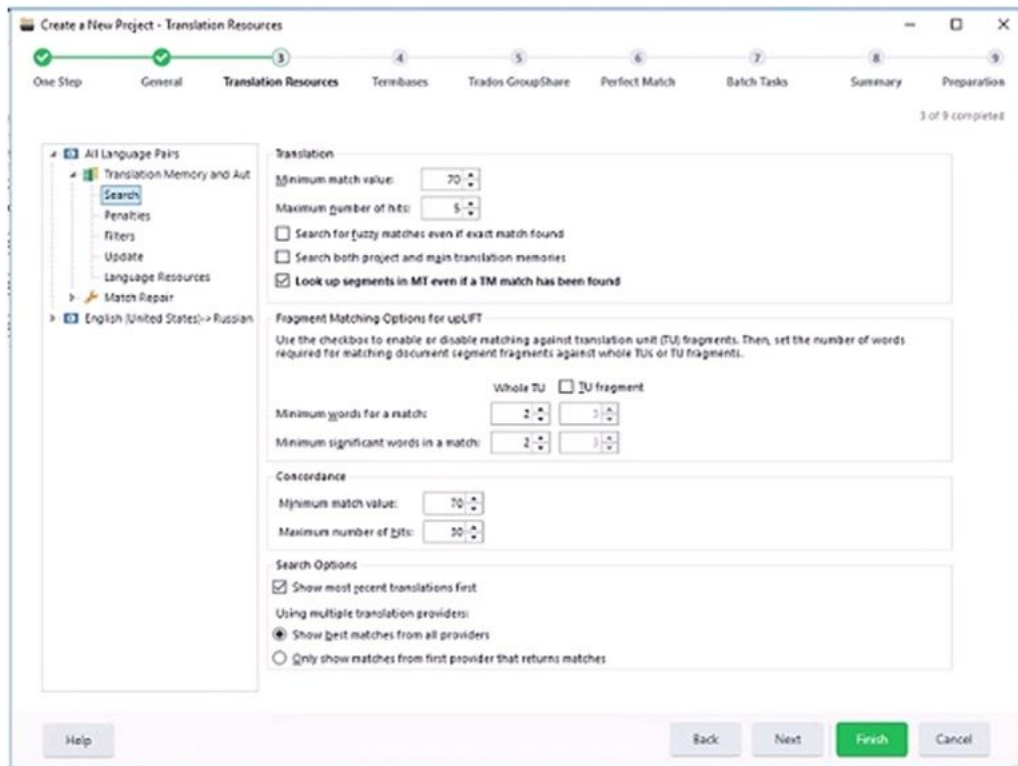 Create a New Project - Translation Resources
3 4 5 6 7 8 9
One Step General Translation Resources Termbases Trados GroupShare Perfect Match Batch Tasks Summary Preparation
3 of 9 completed
All Language Pairs
Translation Memory and Aut
Search
Penalties
Filters
Update
Language Resources
Match Repair
English (United States)-> Russian
Translation
Minimum match value: 70
Maximum number of hits: 5
Search for fuzzy matches even if exact match found
Search both project and main translation memories
Look up segments in MT even if a TM match has been found
Fragment Matching Options for upLIFT
Use the checkbox to enable or disable matching against translation unit (TU) fragments. Then, set the number of words
required for matching document segment fragments against whole TUs or TU fragments.
Whole TU TU fragment
Minimum words for a match: 2 3
Minimum significant words in a match: 2 3
Concordance
Minimum match value: 70
Maximum number of hits: 30
Search Options
Show most recent translations first
Using multiple translation providers:
Show best matches from all providers
Only show matches from first provider that returns matches
Help Back Next Finish Cancel